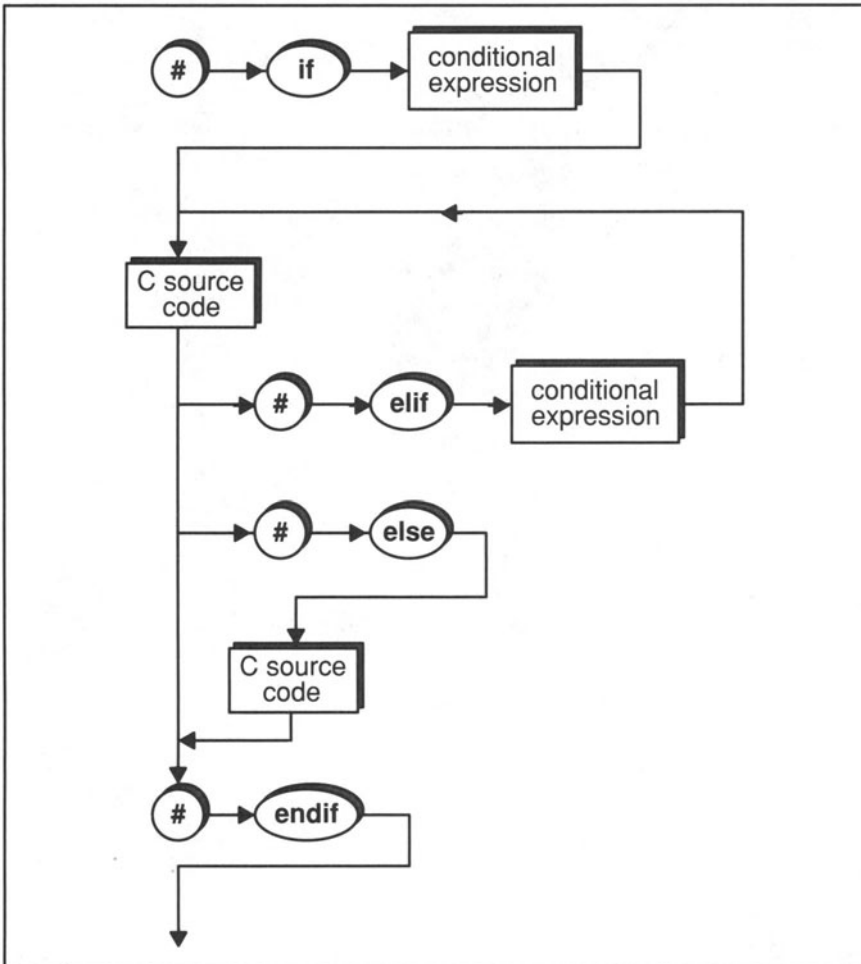 # if conditional
expression
C source
code
# elif conditional
expression
# else
C source
code
# endif